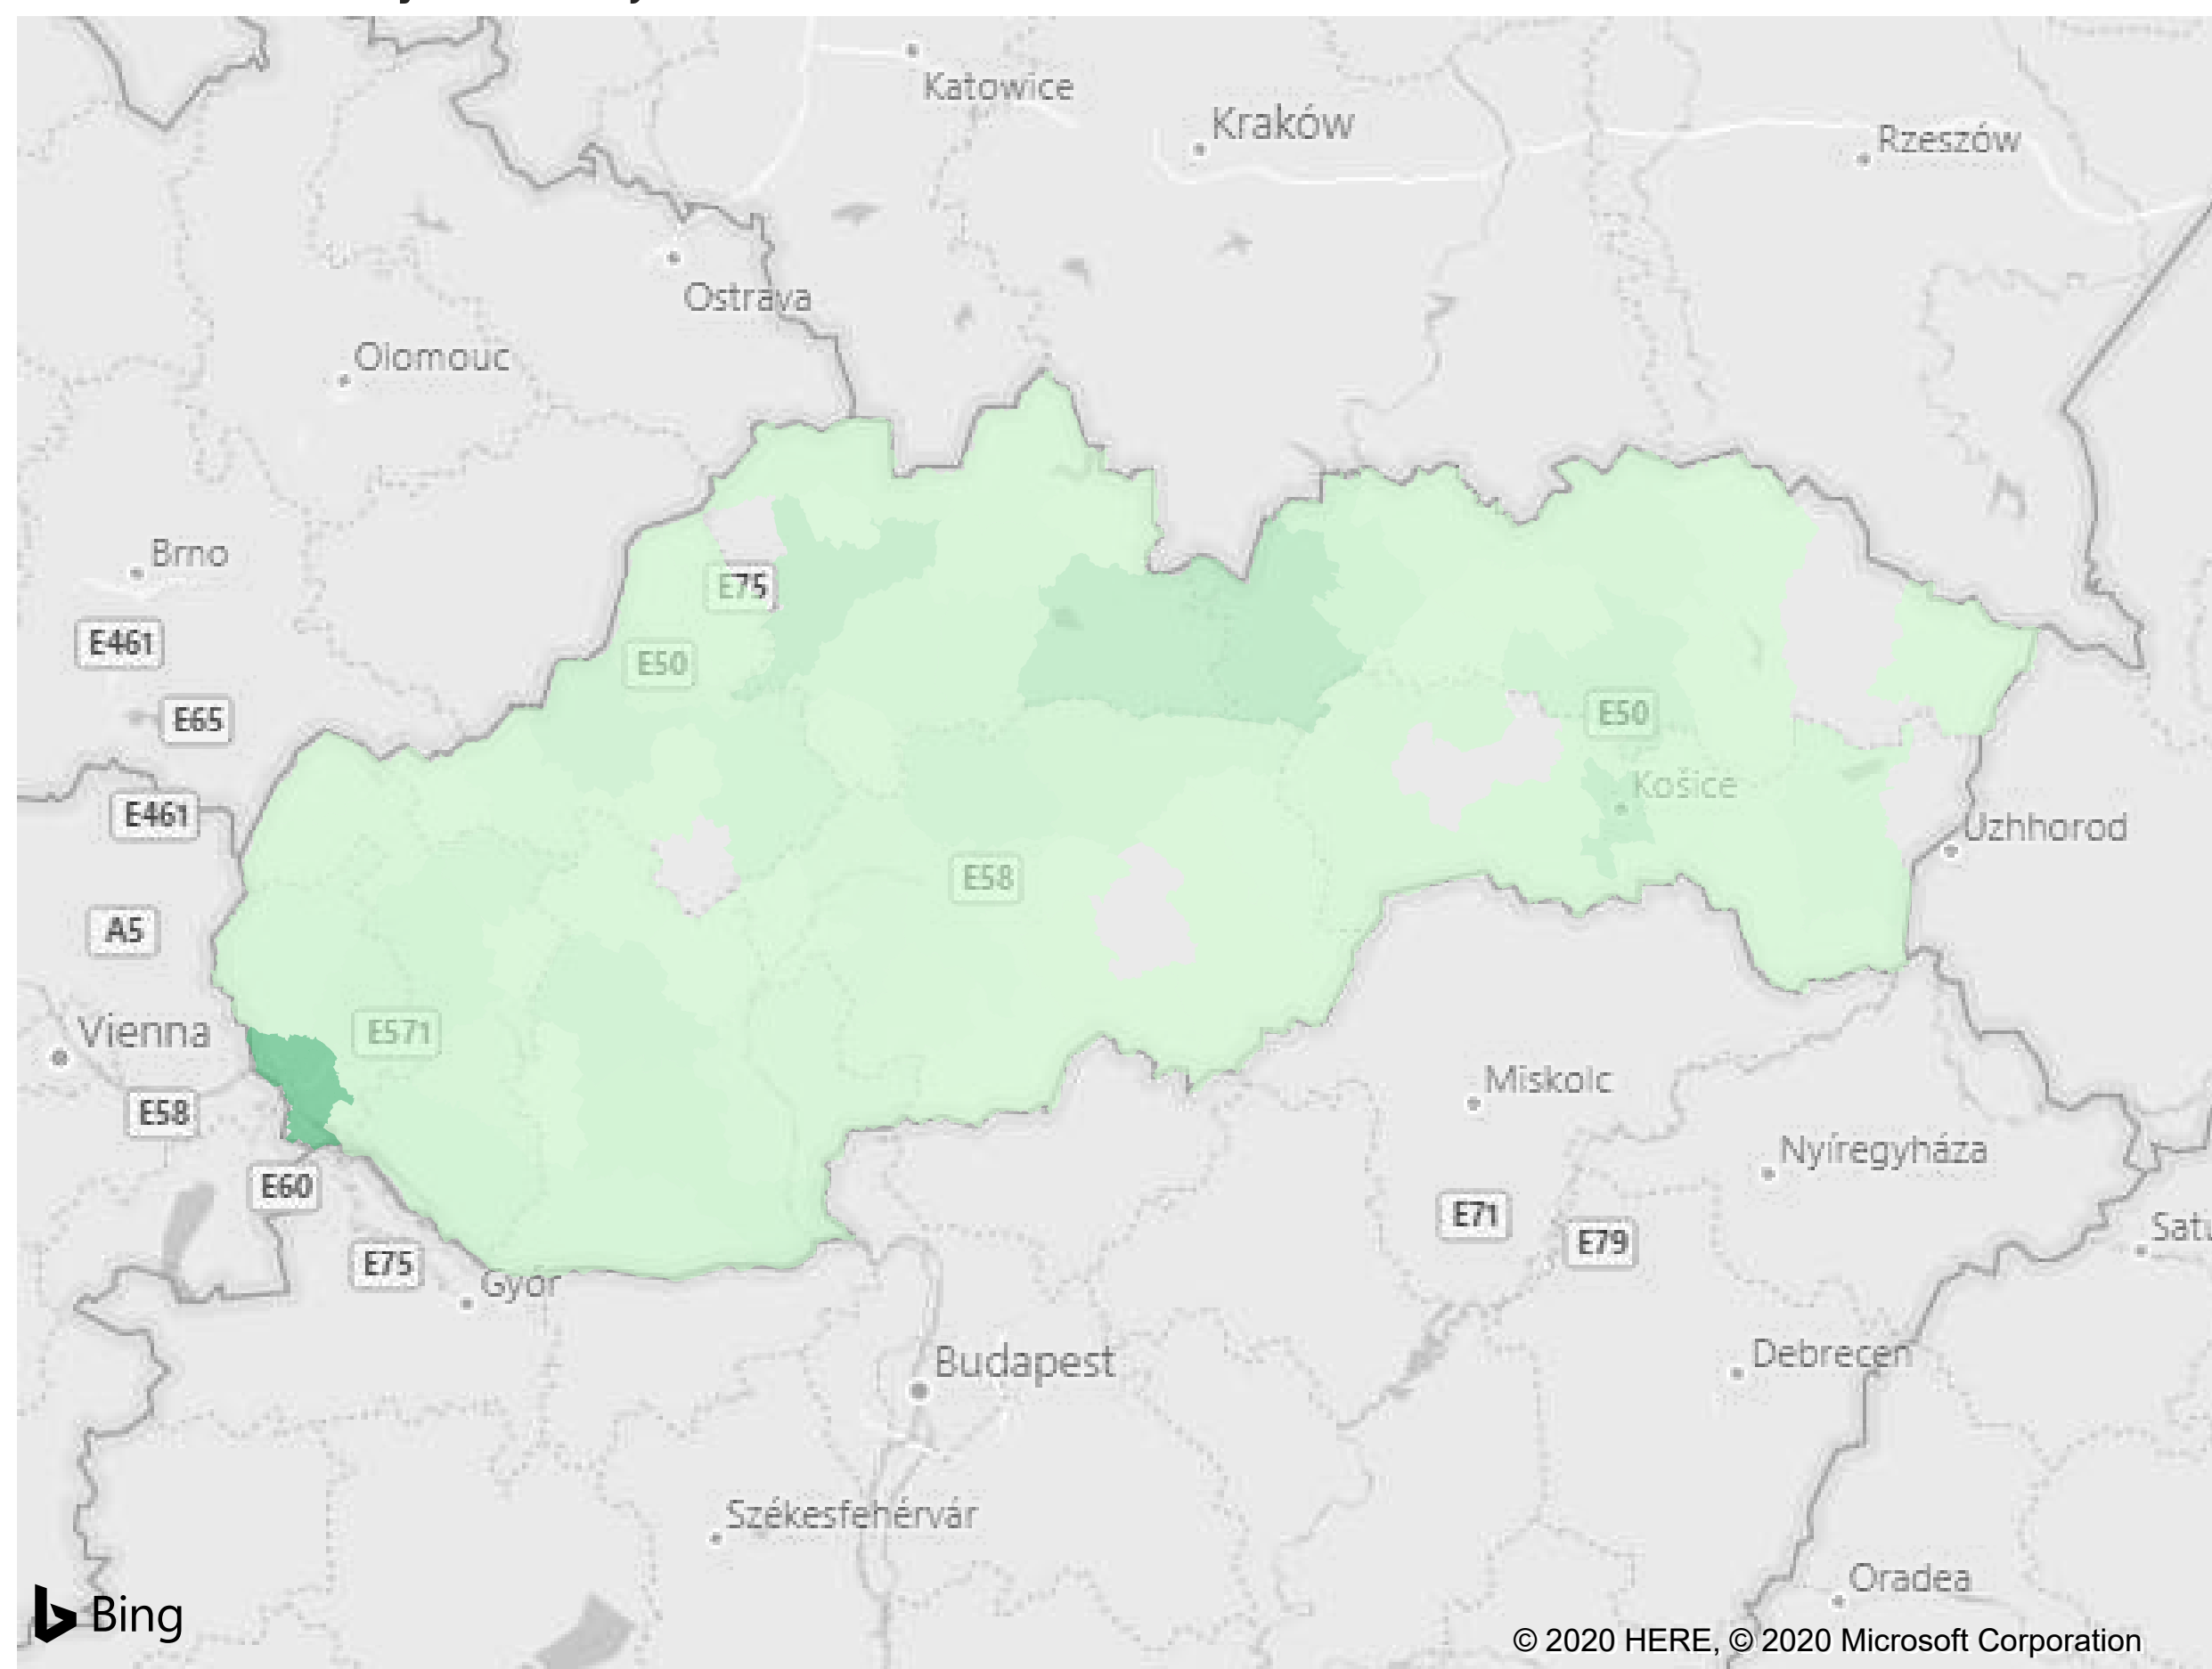 Katowice
Kraków
Rzeszów
Ostrava
Olomouc
Brno
E75
E461
E50
E65
E50
Košice
E461
Uzhhorod
E58
A5
Vienna
E571
Miskolc
E58
Nyíregyháza
E60
E71
E79
Satu
E75
Győr
Debrecen
Budapest
Székesfehérvár
Oradea
Bing
© 2020 HERE, © 2020 Microsoft Corporation